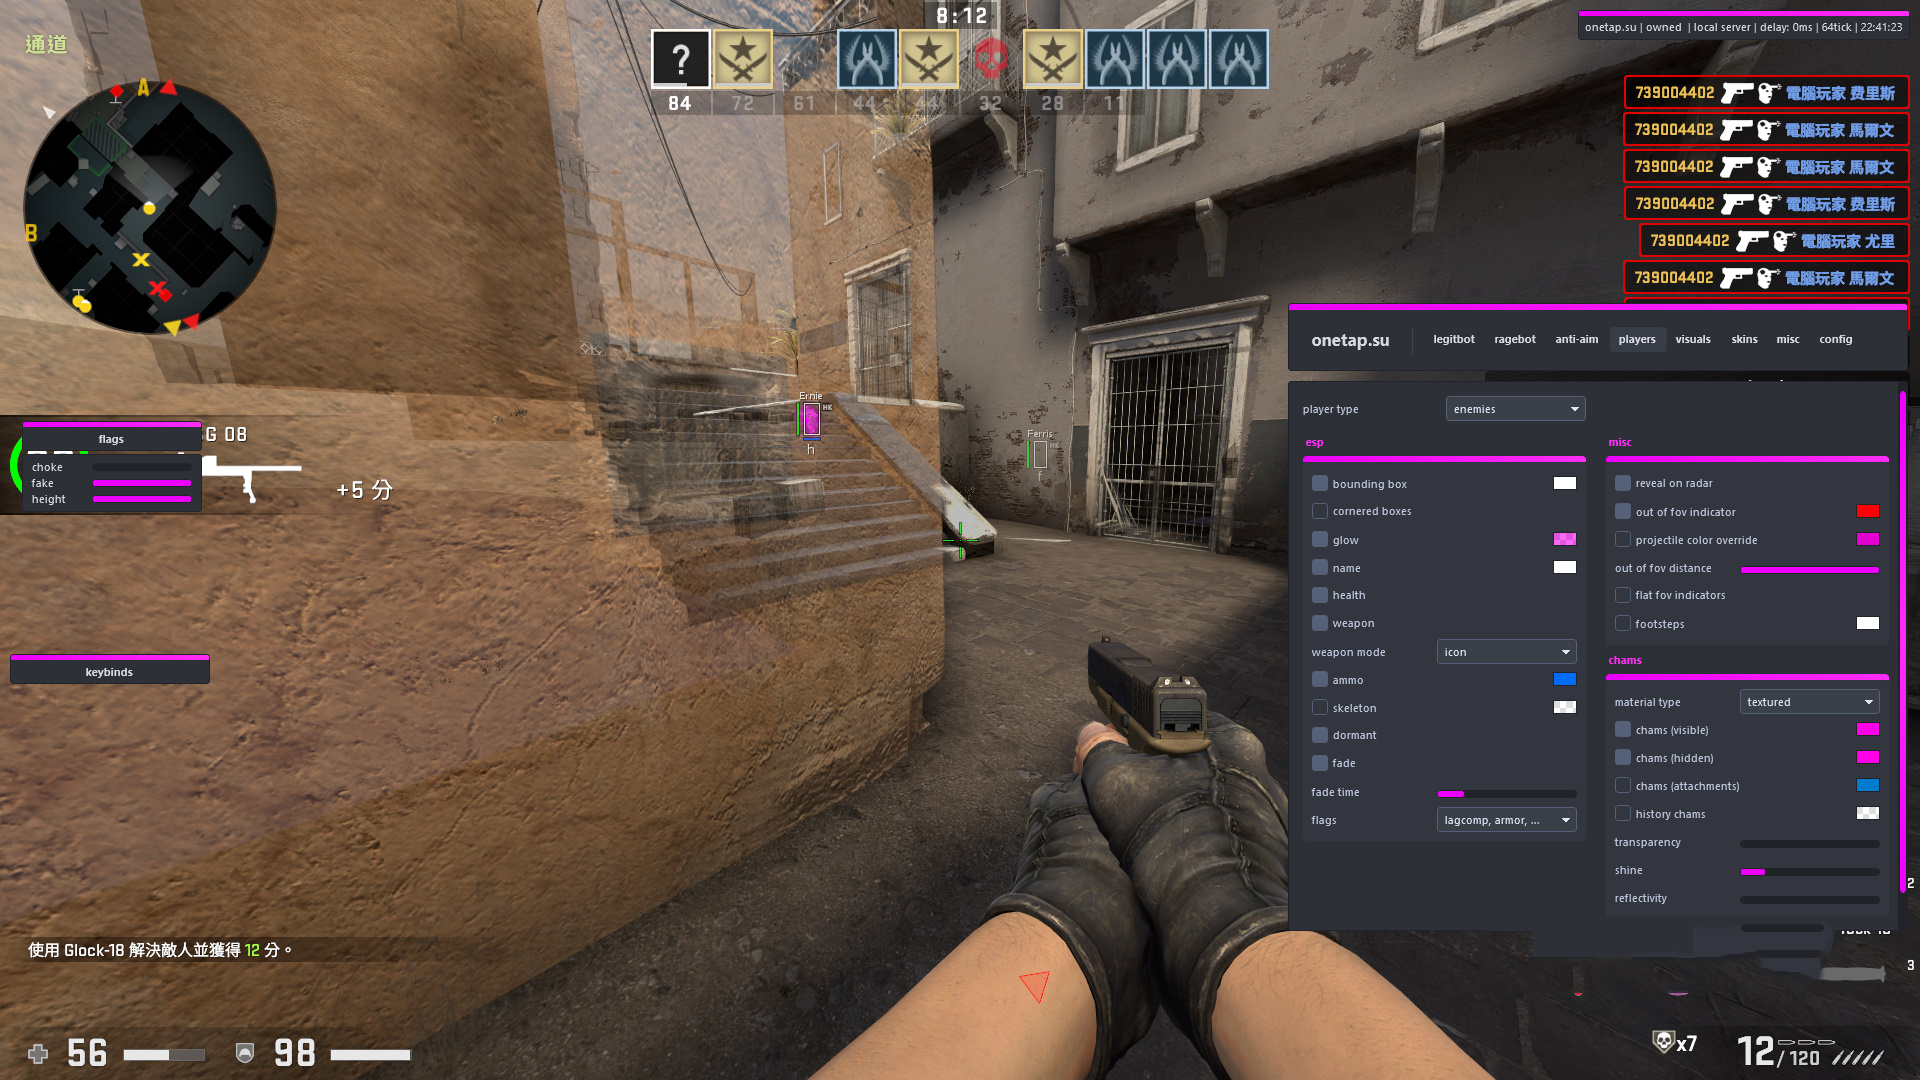 8:12
通道
onetap.su | owned | local server | delay: 0ms | 64tick | 22:41:23
A
B
?
84
72
61
44
44
32
28
11
739004402 電腦玩家 费里斯
739004402 電腦玩家 馬爾文
739004402 電腦玩家 馬爾文
739004402 電腦玩家 费里斯
739004402 電腦玩家 尤里
739004402 電腦玩家 馬爾文
onetap.su
legitbot
ragebot
anti-aim
players
visuals
skins
misc
config
player type
enemies
esp
bounding box
cornered boxes
glow
name
health
weapon
weapon mode
icon
ammo
skeleton
dormant
fade
fade time
flags
lagcomp, armor, ...
misc
reveal on radar
out of fov indicator
projectile color override
out of fov distance
flat fov indicators
footsteps
chams
material type
textured
chams (visible)
chams (hidden)
chams (attachments)
history chams
transparency
shine
reflectivity
flags
G 08
choke
fake
height
+5 分
keybinds
Ernie
HK
h
Ferris
HK
f
使用 Glock-18 解決敵人並獲得 12 分。
56
98
2
3
x7
12/120